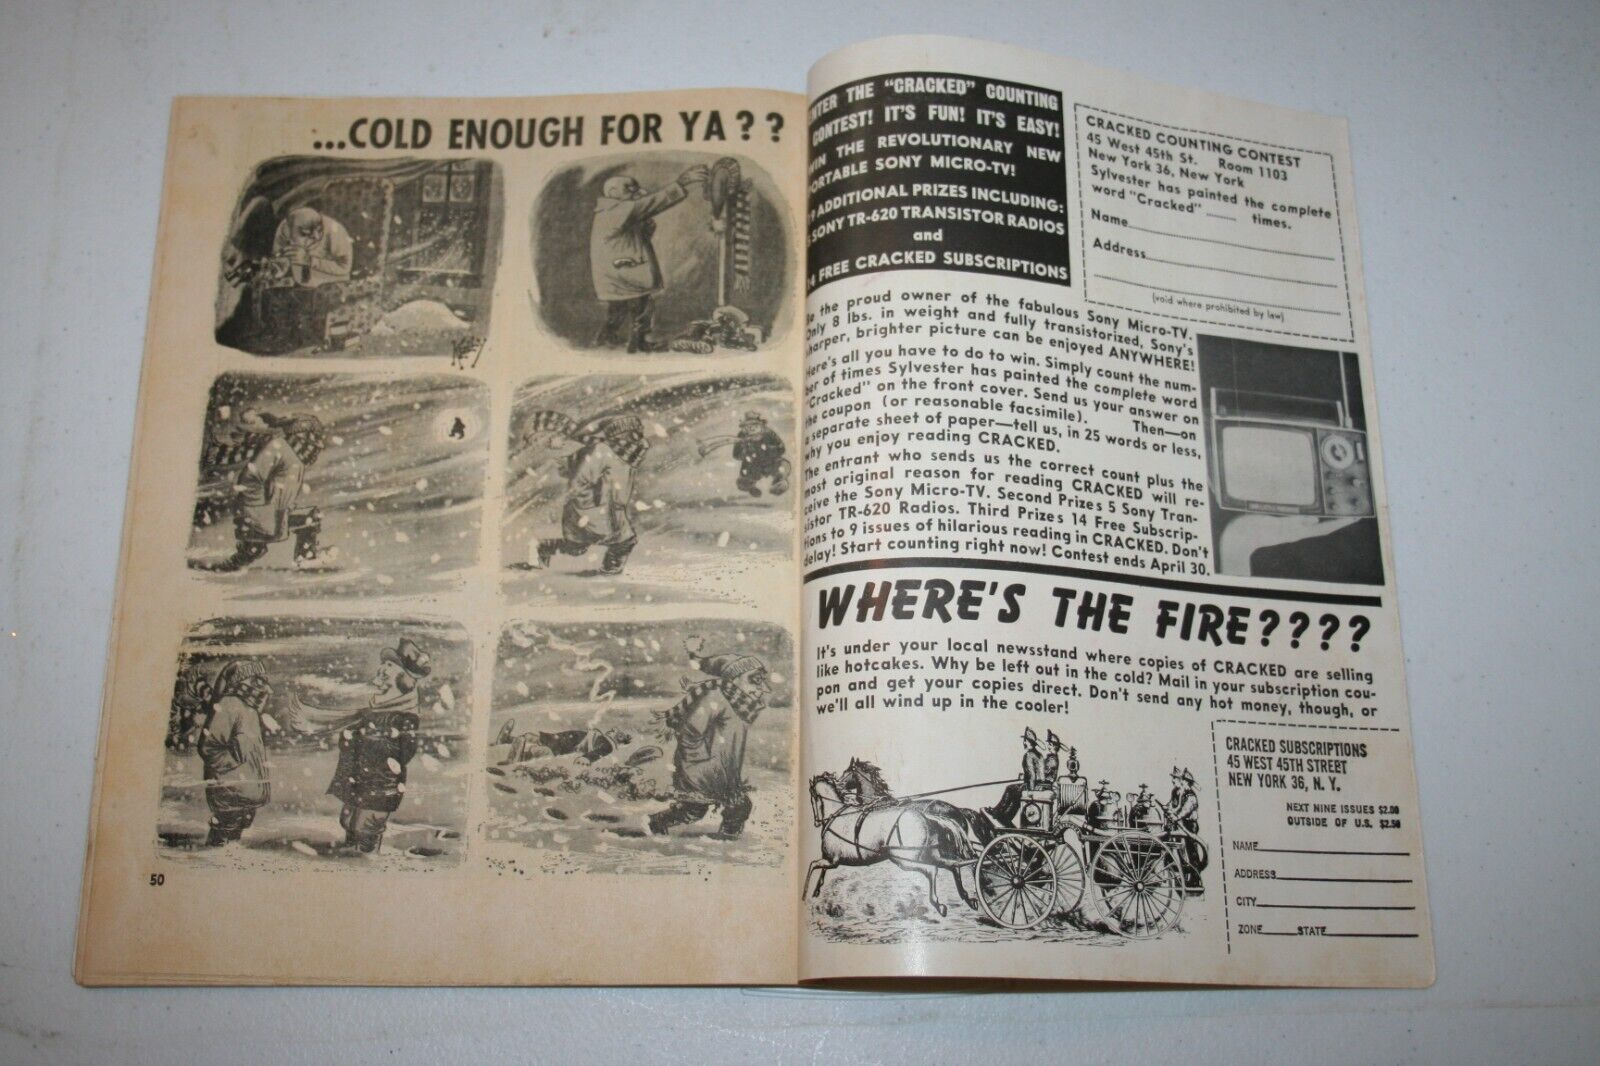 ...COLD ENOUGH FOR YA??
50
ENTER THE "CRACKED" COUNTING
CONTEST! IT'S FUN! IT'S EASY!
WIN THE REVOLUTIONARY NEW
PORTABLE SONY MICRO-TV!
19 ADDITIONAL PRIZES INCLUDING:
5 SONY TR-620 TRANSISTOR RADIOS
and
14 FREE CRACKED SUBSCRIPTIONS
CRACKED COUNTING CONTEST
45 West 45th St. Room 1103
New York 36, New York
Sylvester has painted the complete
word "Cracked" ........ times.
Name
Address
(void where prohibited by law)
Be the proud owner of the fabulous Sony Micro-TV.
Only 8 lbs. in weight and fully transistorized, Sony's
sharper, brighter picture can be enjoyed ANYWHERE!
Here's all you have to do to win. Simply count the num-
ber of times Sylvester has painted the complete word
"Cracked" on the front cover. Send us your answer on
the coupon (or reasonable facsimile). Then—on
a separate sheet of paper—tell us, in 25 words or less,
why you enjoy reading CRACKED.
The entrant who sends us the correct count plus the
most original reason for reading CRACKED will re-
ceive the Sony Micro-TV. Second Prizes 5 Sony Tran-
sistor TR-620 Radios. Third Prizes 14 Free Subscrip-
tions to 9 issues of hilarious reading in CRACKED. Don't
delay! Start counting right now! Contest ends April 30.
WHERE'S THE FIRE????
It's under your local newsstand where copies of CRACKED are selling
like hotcakes. Why be left out in the cold? Mail in your subscription cou-
pon and get your copies direct. Don't send any hot money, though, or
we'll all wind up in the cooler!
CRACKED SUBSCRIPTIONS
45 WEST 45TH STREET
NEW YORK 36, N. Y.
NEXT NINE ISSUES $2.00
OUTSIDE OF U.S. $2.50
NAME
ADDRESS
CITY
ZONE STATE